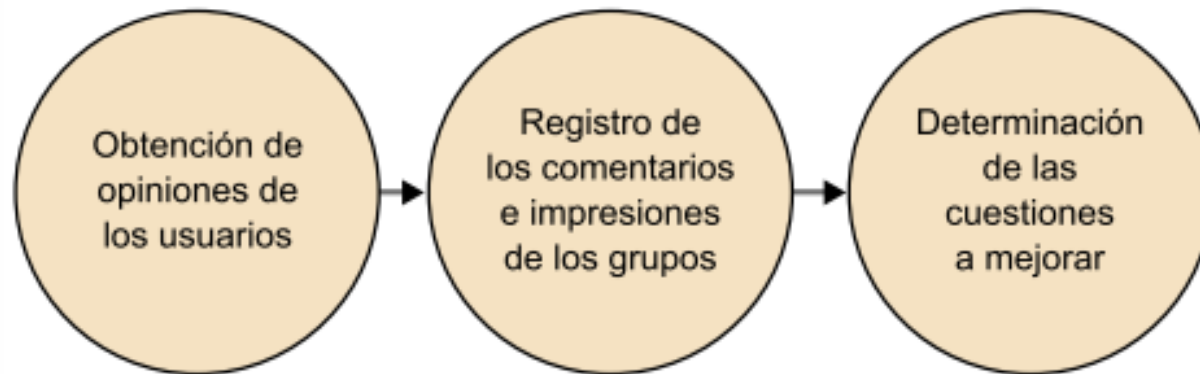 Obtención de
opiniones de
los usuarios
Registro de
los comentarios
e impresiones
de los grupos
Determinación
de las
cuestiones
a mejorar